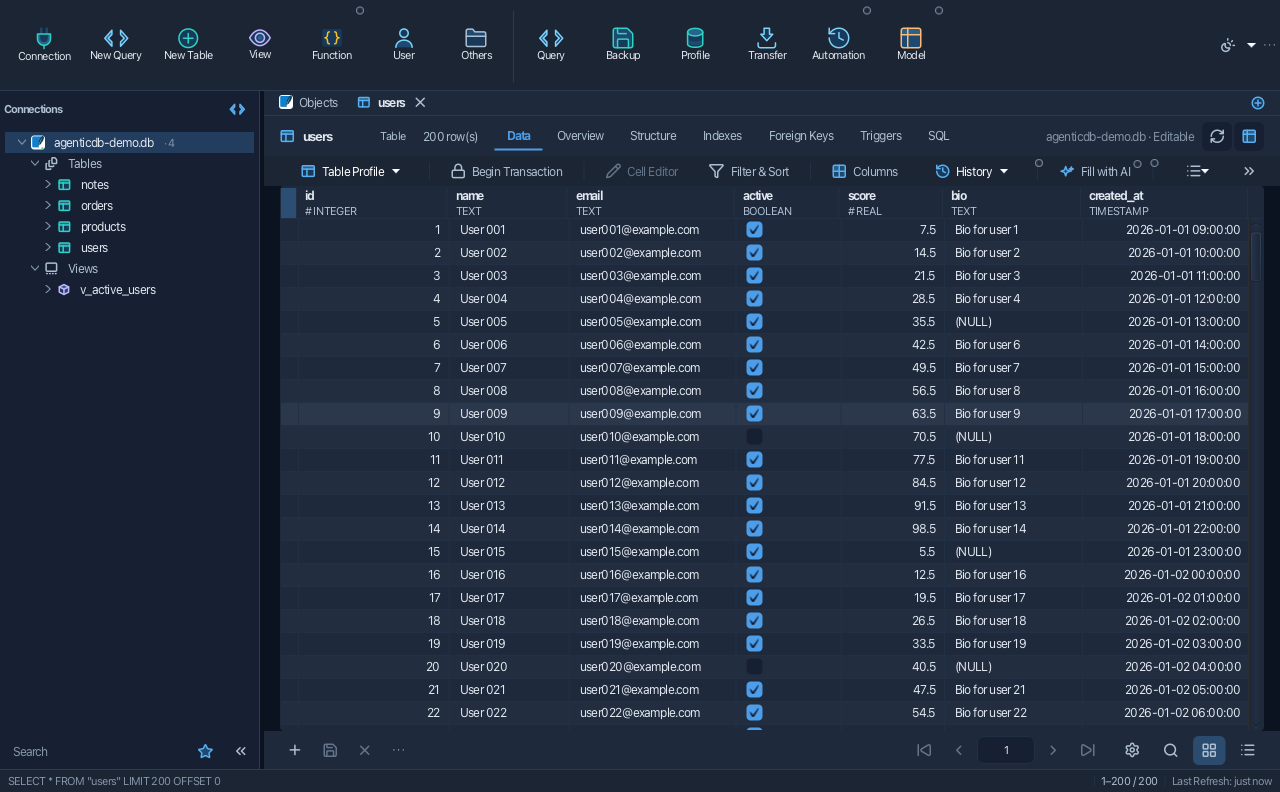 Connection New Query New Table View Function User Others Query Backup Profile Transfer Automation Model
Connections
agenticdb-demo.db · 4
Tables
notes
orders
products
users
Views
v_active_users
Search
Objects users
users Table 200 row(s) Data Overview Structure Indexes Foreign Keys Triggers SQL agenticdb-demo.db · Editable
Table Profile Begin Transaction Cell Editor Filter & Sort Columns History Fill with AI
id name email active score bio created_at
# INTEGER TEXT TEXT BOOLEAN # REAL TEXT TIMESTAMP
1 User 001 user001@example.com 7.5 Bio for user 1 2026-01-01 09:00:00
2 User 002 user002@example.com 14.5 Bio for user 2 2026-01-01 10:00:00
3 User 003 user003@example.com 21.5 Bio for user 3 2026-01-01 11:00:00
4 User 004 user004@example.com 28.5 Bio for user 4 2026-01-01 12:00:00
5 User 005 user005@example.com 35.5 (NULL) 2026-01-01 13:00:00
6 User 006 user006@example.com 42.5 Bio for user 6 2026-01-01 14:00:00
7 User 007 user007@example.com 49.5 Bio for user 7 2026-01-01 15:00:00
8 User 008 user008@example.com 56.5 Bio for user 8 2026-01-01 16:00:00
9 User 009 user009@example.com 63.5 Bio for user 9 2026-01-01 17:00:00
10 User 010 user010@example.com 70.5 (NULL) 2026-01-01 18:00:00
11 User 011 user011@example.com 77.5 Bio for user 11 2026-01-01 19:00:00
12 User 012 user012@example.com 84.5 Bio for user 12 2026-01-01 20:00:00
13 User 013 user013@example.com 91.5 Bio for user 13 2026-01-01 21:00:00
14 User 014 user014@example.com 98.5 Bio for user 14 2026-01-01 22:00:00
15 User 015 user015@example.com 5.5 (NULL) 2026-01-01 23:00:00
16 User 016 user016@example.com 12.5 Bio for user 16 2026-01-02 00:00:00
17 User 017 user017@example.com 19.5 Bio for user 17 2026-01-02 01:00:00
18 User 018 user018@example.com 26.5 Bio for user 18 2026-01-02 02:00:00
19 User 019 user019@example.com 33.5 Bio for user 19 2026-01-02 03:00:00
20 User 020 user020@example.com 40.5 (NULL) 2026-01-02 04:00:00
21 User 021 user021@example.com 47.5 Bio for user 21 2026-01-02 05:00:00
22 User 022 user022@example.com 54.5 Bio for user 22 2026-01-02 06:00:00
1
SELECT * FROM "users" LIMIT 200 OFFSET 0 1–200 / 200 Last Refresh: just now